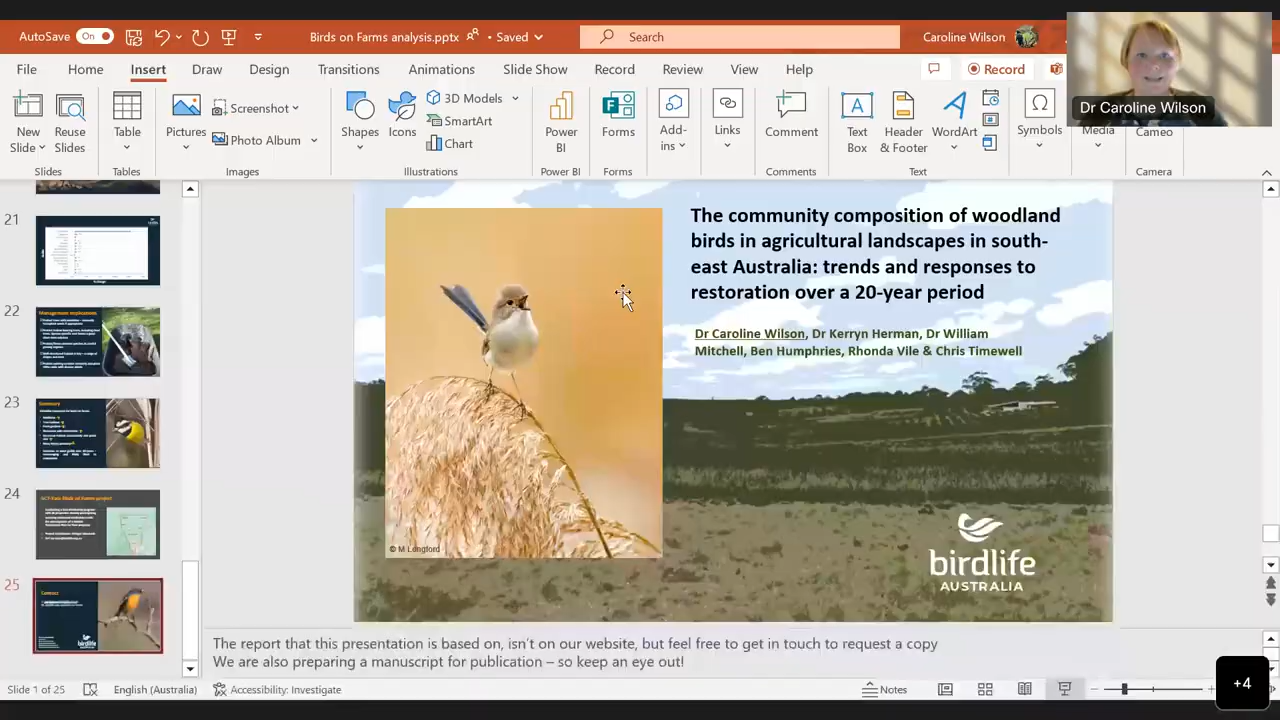 AutoSave On
Birds on Farms analysis.pptx • Saved
Search
Caroline Wilson
Dr Caroline Wilson
File Home Insert Draw Design Transitions Animations Slide Show Record Review View Help
Record
New Slide
Reuse Slides
Table
Pictures
Screenshot
Photo Album
Shapes
Icons
3D Models
SmartArt
Chart
Power BI
Forms
Add-ins
Links
Comment
Text Box
Header & Footer
WordArt
Symbols
Media
Cameo
Slides Tables Images Illustrations Power BI Forms Comments Text Camera
21
22
Management implications
23
Summary
24
25
Contact
birdlife
The community composition of woodland
birds in agricultural landscapes in south-
east Australia: trends and responses to
restoration over a 20-year period
Dr Caroline Wilson, Dr Kerryn Herman, Dr William
Mitchell, Ben Humphries, Rhonda Vile & Chris Timewell
© M Longford
birdlife
AUSTRALIA
The report that this presentation is based on, isn't on our website, but feel free to get in touch to request a copy
We are also preparing a manuscript for publication – so keep an eye out!
Slide 1 of 25
English (Australia)
Accessibility: Investigate
Notes
+4